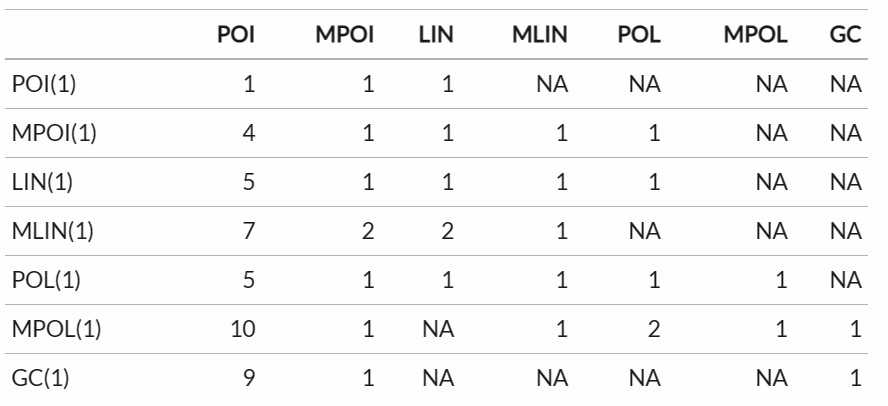 POI MPOI LIN MLIN POL MPOL GC
POI(1) 1 1 1 NA NA NA NA
MPOI(1) 4 1 1 1 1 NA NA
LIN(1) 5 1 1 1 1 NA NA
MLIN(1) 7 2 2 1 NA NA NA
POL(1) 5 1 1 1 1 1 NA
MPOL(1) 10 1 NA 1 2 1 1
GC(1) 9 1 NA NA NA NA 1